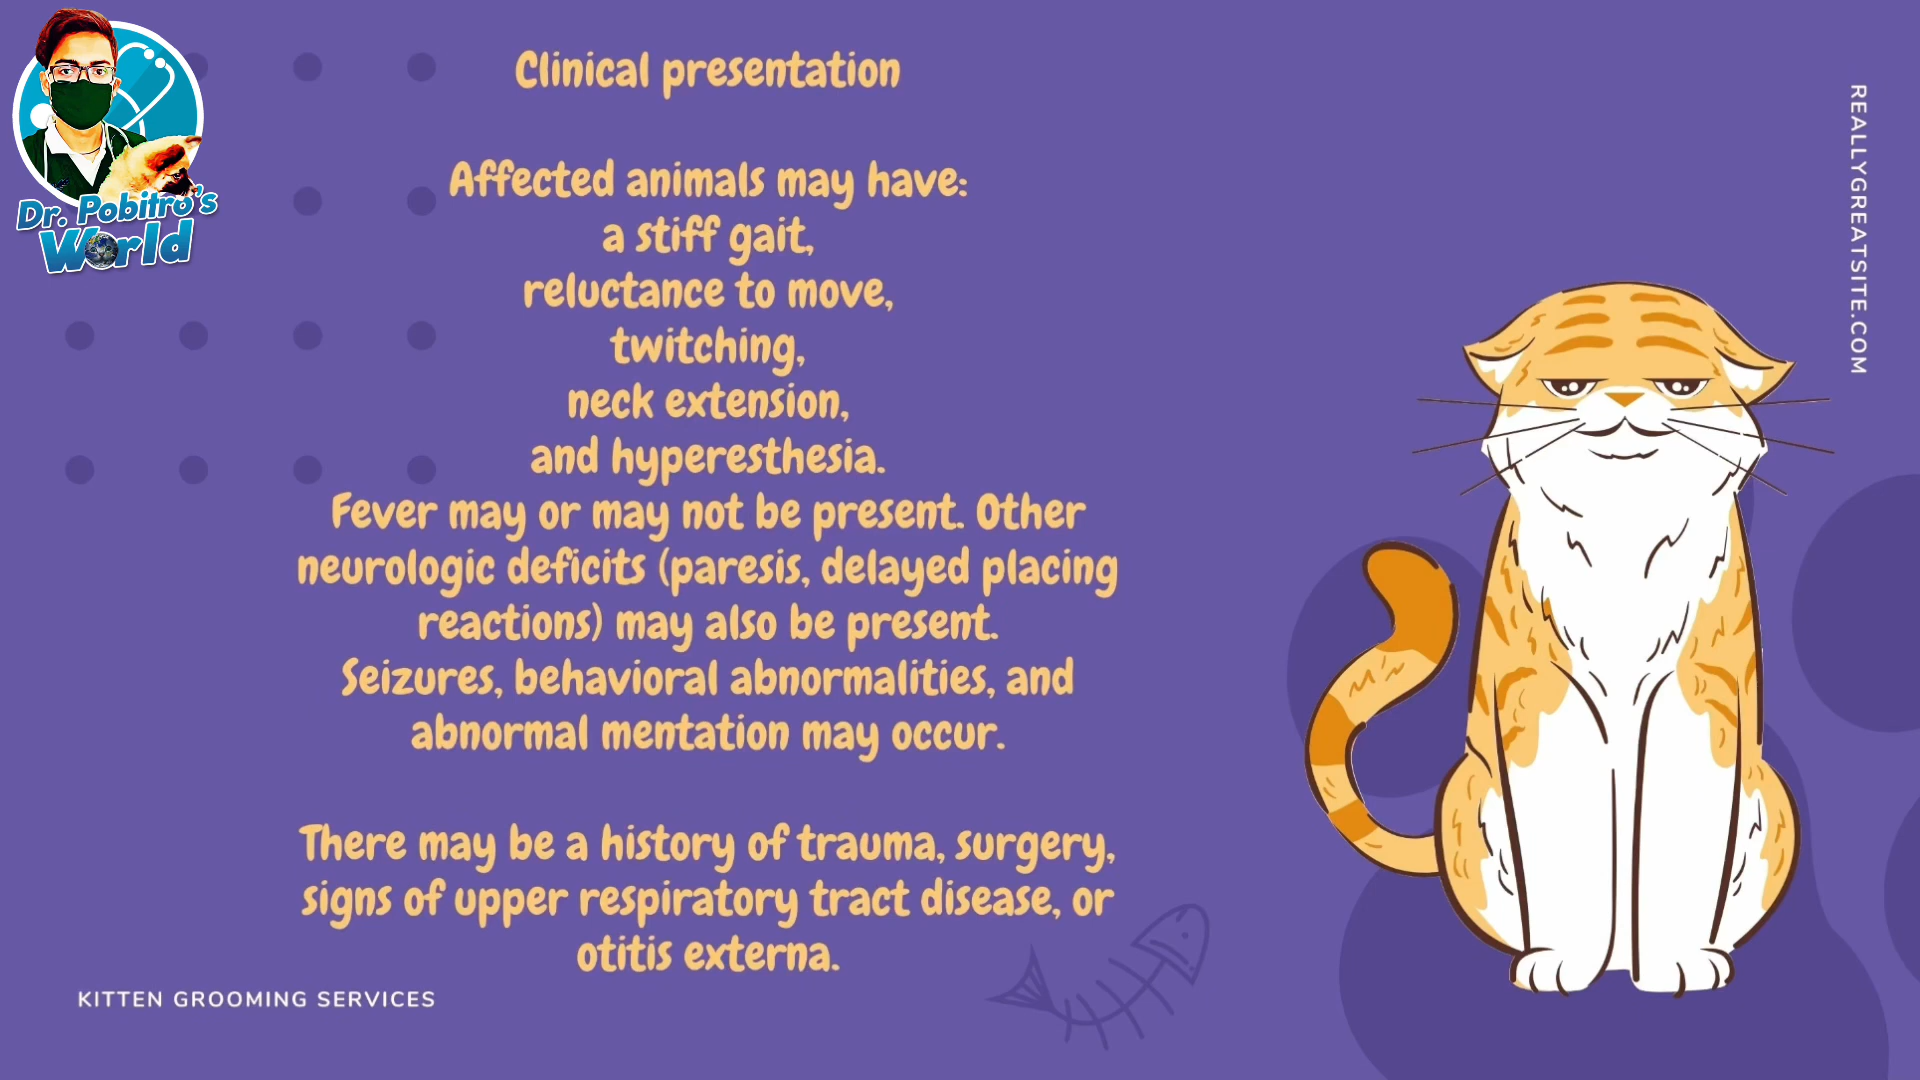 Dr. Pobitro's
World
Clinical presentation
Affected animals may have:
a stiff gait,
reluctance to move,
twitching,
neck extension,
and hyperesthesia.
Fever may or may not be present. Other
neurologic deficits (paresis, delayed placing
reactions) may also be present.
Seizures, behavioral abnormalities, and
abnormal mentation may occur.
There may be a history of trauma, surgery,
signs of upper respiratory tract disease, or
otitis externa.
KITTEN GROOMING SERVICES
REALLYGREATSITE.COM